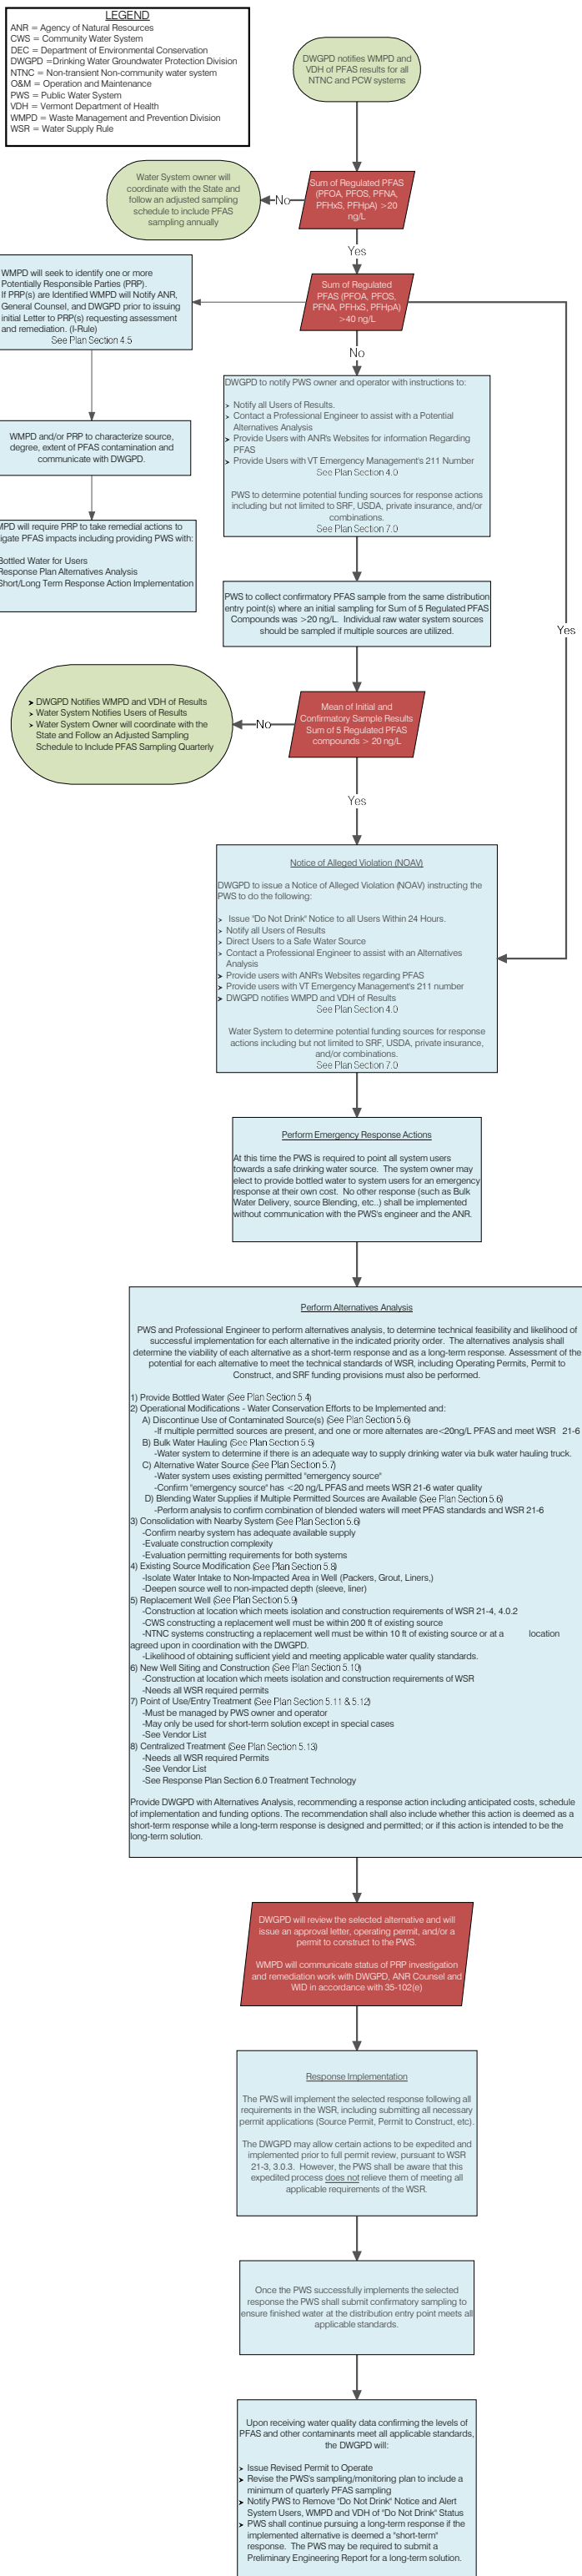 LEGEND
ANR = Agency of Natural Resources
CWS = Community Water System
DEC = Department of Environmental Conservation
DWGPD =Drinking Water Groundwater Protection Division
NTNC = Non-transient Non-community water system
O&M = Operation and Maintenance
PWS = Public Water System
VDH = Vermont Department of Health
WMPD = Waste Management and Prevention Division
WSR = Water Supply Rule
DWGPD notifies WMPD and
VDH of PFAS results for all
NTNC and PCW systems
Sum of Regulated PFAS
(PFOA, PFOS, PFNA,
PFHxS, PFHpA) >20
ng/L
No
Water System owner will
coordinate with the State and
follow an adjusted sampling
schedule to include PFAS
sampling annually
Yes
Sum of Regulated
PFAS (PFOA, PFOS,
PFNA, PFHxS, PFHpA)
>40 ng/L
WMPD will seek to identify one or more
Potentially Responsible Parties (PRP).
If PRP(s) are Identified WMPD will Notify ANR,
General Counsel, and DWGPD prior to issuing
initial Letter to PRP(s) requesting assessment
and remediation. (I-Rule)
See Plan Section 4.5
WMPD and/or PRP to characterize source,
degree, extent of PFAS contamination and
communicate with DWGPD.
MPD will require PRP to take remedial actions to
igate PFAS impacts including providing PWS with:
Bottled Water for Users
Response Plan Alternatives Analysis
Short/Long Term Response Action Implementation
No
DWGPD to notify PWS owner and operator with instructions to:
➤ Notify all Users of Results.
➤ Contact a Professional Engineer to assist with a Potential
Alternatives Analysis
➤ Provide Users with ANR's Websites for information Regarding
PFAS
➤ Provide Users with VT Emergency Management's 211 Number
See Plan Section 4.0
PWS to determine potential funding sources for response actions
including but not limited to SRF, USDA, private insurance, and/or
combinations.
See Plan Section 7.0
PWS to collect confirmatory PFAS sample from the same distribution
entry point(s) where an initial sampling for Sum of 5 Regulated PFAS
Compounds was >20 ng/L. Individual raw water system sources
should be sampled if multiple sources are utilized.
Yes
Mean of Initial and
Confirmatory Sample Results
Sum of 5 Regulated PFAS
compounds > 20 ng/L
No
➤ DWGPD Notifies WMPD and VDH of Results
➤ Water System Notifies Users of Results
➤ Water System Owner will coordinate with the
State and Follow an Adjusted Sampling
Schedule to Include PFAS Sampling Quarterly
Yes
Notice of Alleged Violation (NOAV)
DWGPD to issue a Notice of Alleged Violation (NOAV) instructing the
PWS to do the following:
➤ Issue "Do Not Drink" Notice to all Users Within 24 Hours.
➤ Notify all Users of Results
➤ Direct Users to a Safe Water Source
➤ Contact a Professional Engineer to assist with an Alternatives
Analysis
➤ Provide users with ANR's Websites regarding PFAS
➤ Provide users with VT Emergency Management's 211 number
➤ DWGPD notifies WMPD and VDH of Results
See Plan Section 4.0
Water System to determine potential funding sources for response
actions including but not limited to SRF, USDA, private insurance,
and/or combinations.
See Plan Section 7.0
Perform Emergency Response Actions
At this time the PWS is required to point all system users
towards a safe drinking water source. The system owner may
elect to provide bottled water to system users for an emergency
response at their own cost. No other response (such as Bulk
Water Delivery, source Blending, etc..) shall be implemented
without communication with the PWS's engineer and the ANR.
Perform Alternatives Analysis
PWS and Professional Engineer to perform alternatives analysis, to determine technical feasibility and likelihood of
successful implementation for each alternative in the indicated priority order. The alternatives analysis shall
determine the viability of each alternative as a short-term response and as a long-term response. Assessment of the
potential for each alternative to meet the technical standards of WSR, including Operating Permits, Permit to
Construct, and SRF funding provisions must also be performed.
1) Provide Bottled Water (See Plan Section 5.4)
2) Operational Modifications - Water Conservation Efforts to be Implemented and:
A) Discontinue Use of Contaminated Source(s) (See Plan Section 5.6)
-If multiple permitted sources are present, and one or more alternates are<20ng/L PFAS and meet WSR 21-6
B) Bulk Water Hauling (See Plan Section 5.5)
-Water system to determine if there is an adequate way to supply drinking water via bulk water hauling truck.
C) Alternative Water Source (See Plan Section 5.7)
-Water system uses existing permitted "emergency source"
-Confirm "emergency source" has <20 ng/L PFAS and meets WSR 21-6 water quality
D) Blending Water Supplies if Multiple Permitted Sources are Available (See Plan Section 5.6)
-Perform analysis to confirm combination of blended waters will meet PFAS standards and WSR 21-6
3) Consolidation with Nearby System (See Plan Section 5.6)
-Confirm nearby system has adequate available supply
-Evaluate construction complexity
-Evaluation permitting requirements for both systems
4) Existing Source Modification (See Plan Section 5.8)
-Isolate Water Intake to Non-Impacted Area in Well (Packers, Grout, Liners,)
-Deepen source well to non-impacted depth (sleeve, liner)
5) Replacement Well (See Plan Section 5.9)
-Construction at location which meets isolation and construction requirements of WSR 21-4, 4.0.2
-CWS constructing a replacement well must be within 200 ft of existing source
-NTNC systems constructing a replacement well must be within 10 ft of existing source or at a location
agreed upon in coordination with the DWGPD.
-Likelihood of obtaining sufficient yield and meeting applicable water quality standards.
6) New Well Siting and Construction (See Plan Section 5.10)
-Construction at location which meets isolation and construction requirements of WSR
-Needs all WSR required permits
7) Point of Use/Entry Treatment (See Plan Section 5.11 & 5.12)
-Must be managed by PWS owner and operator
-May only be used for short-term solution except in special cases
-See Vendor List
8) Centralized Treatment (See Plan Section 5.13)
-Needs all WSR required Permits
-See Vendor List
-See Response Plan Section 6.0 Treatment Technology
Provide DWGPD with Alternatives Analysis, recommending a response action including anticipated costs, schedule
of implementation and funding options. The recommendation shall also include whether this action is deemed as a
short-term response while a long-term response is designed and permitted; or if this action is intended to be the
long-term solution.
DWGPD will review the selected alternative and will
issue an approval letter, operating permit, and/or a
permit to construct to the PWS.
WMPD will communicate status of PRP investigation
and remediation work with DWGPD, ANR Counsel and
WID in accordance with 35-102(e)
Response Implementation
The PWS will implement the selected response following all
requirements in the WSR, including submitting all necessary
permit applications (Source Permit, Permit to Construct, etc).
The DWGPD may allow certain actions to be expedited and
implemented prior to full permit review, pursuant to WSR
21-3, 3.0.3. However, the PWS shall be aware that this
expedited process does not relieve them of meeting all
applicable requirements of the WSR.
Once the PWS successfully implements the selected
response the PWS shall submit confirmatory sampling to
ensure finished water at the distribution entry point meets all
applicable standards.
Upon receiving water quality data confirming the levels of
PFAS and other contaminants meet all applicable standards,
the DWGPD will:
➤ Issue Revised Permit to Operate
➤ Revise the PWS's sampling/monitoring plan to include a
minimum of quarterly PFAS sampling
➤ Notify PWS to Remove "Do Not Drink" Notice and Alert
System Users, WMPD and VDH of "Do Not Drink" Status
➤ PWS shall continue pursuing a long-term response if the
implemented alternative is deemed a "short-term"
response. The PWS may be required to submit a
Preliminary Engineering Report for a long-term solution.